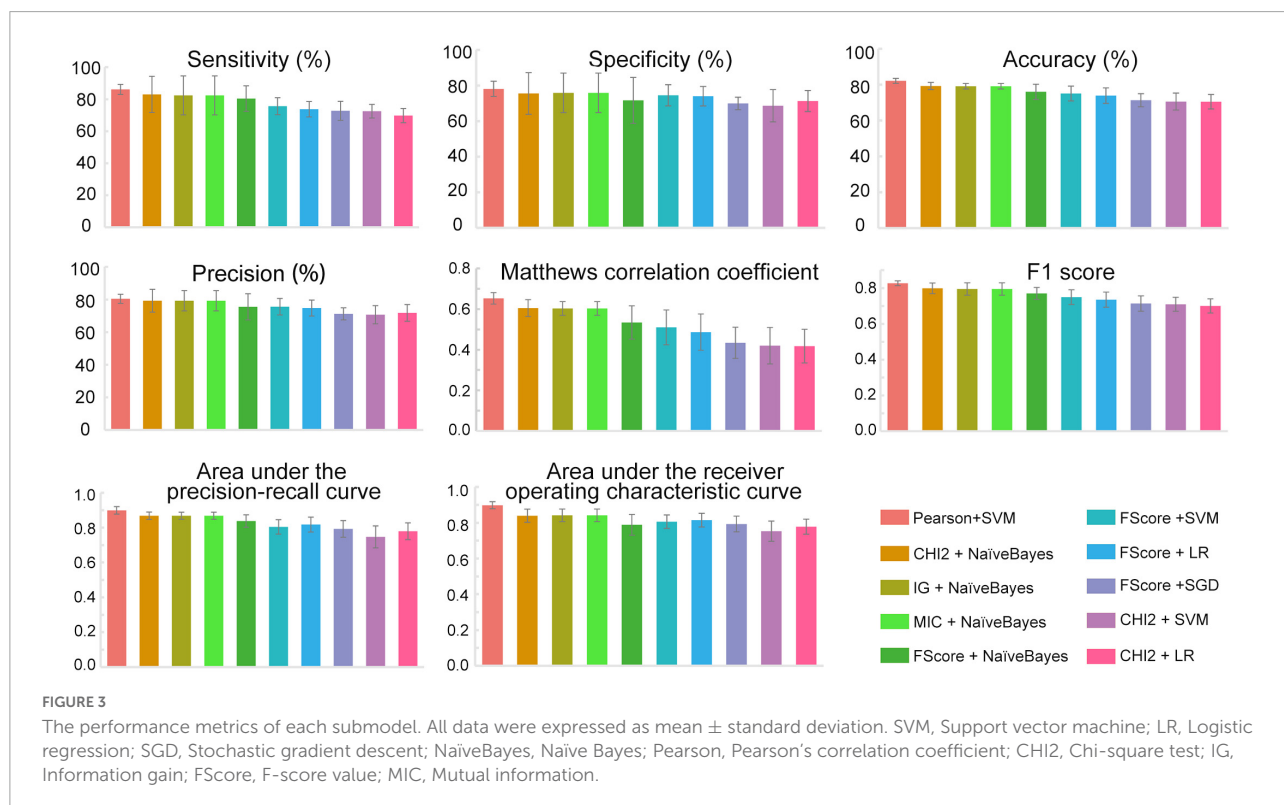 Sensitivity (%)
100
80
60
40
20
0
Specificity (%)
100
80
60
40
20
0
Accuracy (%)
100
80
60
40
20
0
Precision (%)
100
80
60
40
20
0
Matthews correlation coefficient
0.8
0.6
0.4
0.2
0.0
F1 score
0.8
0.6
0.4
0.2
0.0
Area under the
precision-recall curve
1.0
0.8
0.6
0.4
0.2
0.0
Area under the receiver
operating characteristic curve
1.0
0.8
0.6
0.4
0.2
0.0
Pearson+SVM
CHI2 + NaïveBayes
IG + NaïveBayes
MIC + NaïveBayes
FScore + NaïveBayes
FScore +SVM
FScore + LR
FScore +SGD
CHI2 + SVM
CHI2 + LR
FIGURE 3
The performance metrics of each submodel. All data were expressed as mean ± standard deviation. SVM, Support vector machine; LR, Logistic
regression; SGD, Stochastic gradient descent; NaïveBayes, Naïve Bayes; Pearson, Pearson's correlation coefficient; CHI2, Chi-square test; IG,
Information gain; FScore, F-score value; MIC, Mutual information.